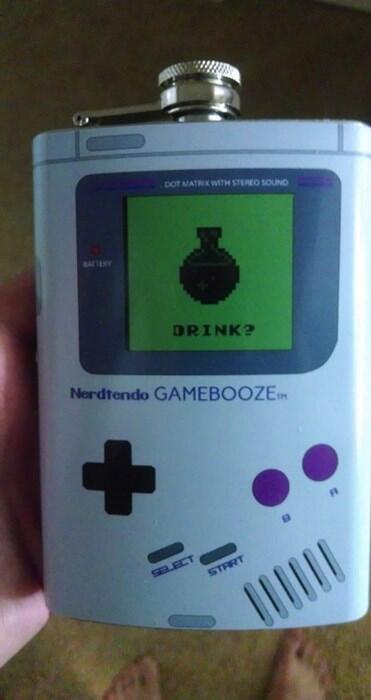 DOT MATRIX WITH STEREO SOUND
BATTERY
DRINK?
Nerdtendo GAMEBOOZE™
B A
SELECT START